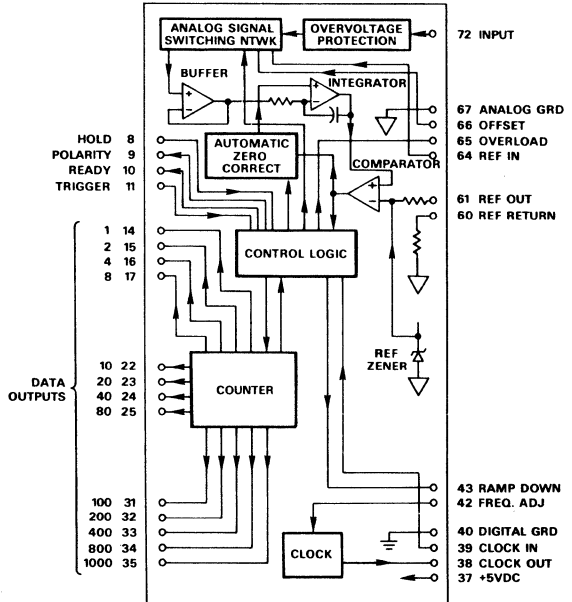 ANALOG SIGNAL
SWITCHING NTWK
OVERVOLTAGE
PROTECTION
72 INPUT
BUFFER
+
−
INTEGRATOR
+
−
67 ANALOG GRD
66 OFFSET
65 OVERLOAD
64 REF IN
HOLD 8
POLARITY 9
READY 10
TRIGGER 11
AUTOMATIC
ZERO
CORRECT
COMPARATOR
+
−
61 REF OUT
60 REF RETURN
CONTROL LOGIC
1 14
2 15
4 16
8 17
REF
ZENER
DATA
OUTPUTS
10 22
20 23
40 24
80 25
COUNTER
100 31
200 32
400 33
800 34
1000 35
43 RAMP DOWN
42 FREQ. ADJ
40 DIGITAL GRD
39 CLOCK IN
38 CLOCK OUT
37 +5VDC
CLOCK